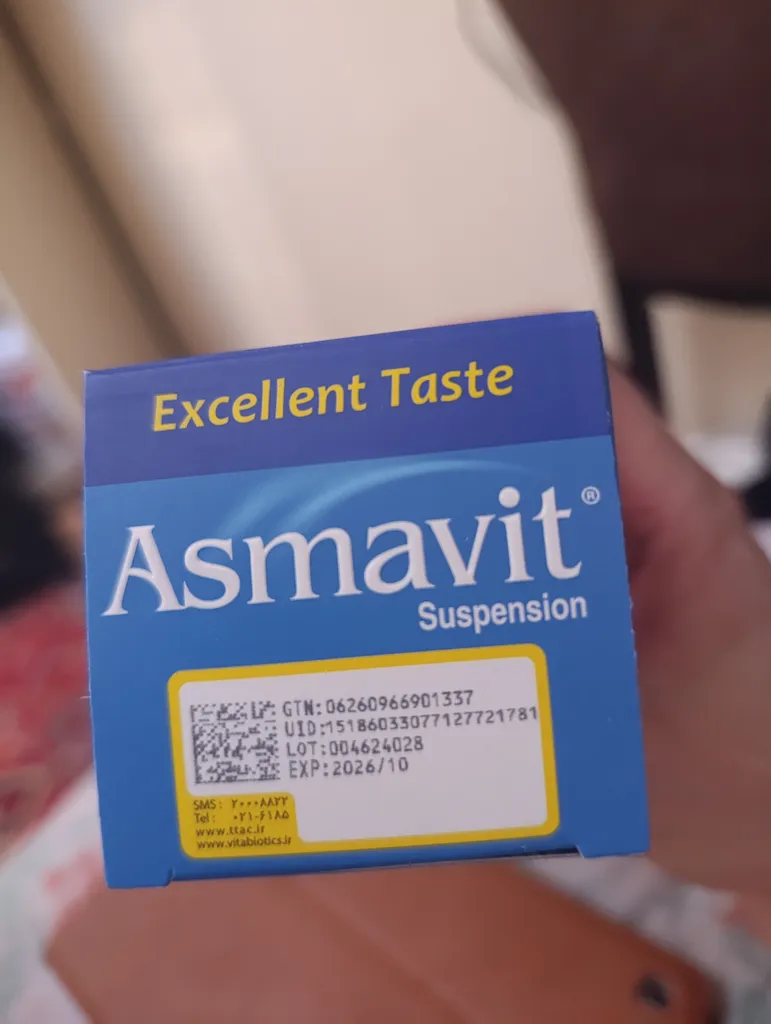 Excellent Taste
Asmavit®
Suspension
GTN:06260966901337
UID:15186033077127721781
LOT:004624028
EXP:2026/10
SMS: ۲۰۰۰۸۸۲۲
Tel: ۰۲۱-۶۱۸۵
www.ttac.ir
www.vitabiotics.ir